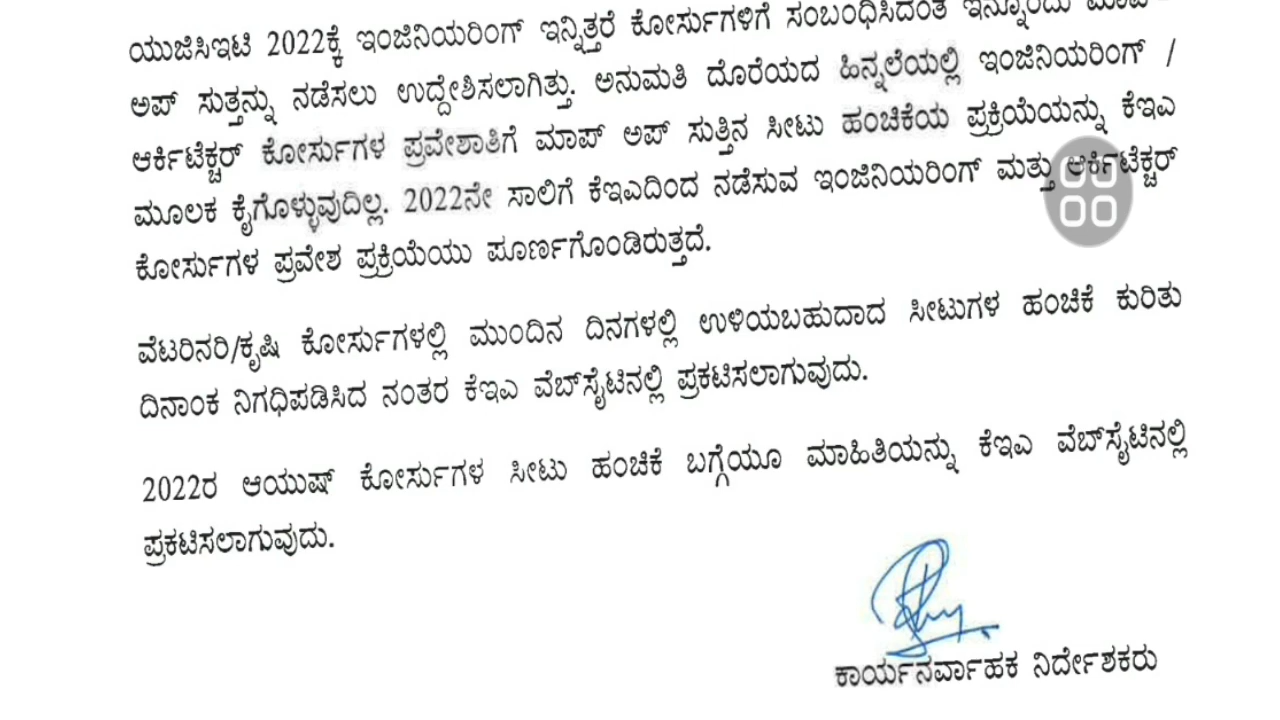 ಯುಜಿಸಿಇಟಿ 2022ಕ್ಕೆ ಇಂಜಿನಿಯರಿಂಗ್ ಇನ್ನಿತ್ತರೆ ಕೋರ್ಸುಗಳಿಗೆ ಸಂಬಂಧಿಸಿದಂತೆ ಇನ್ನೊಂದು ಮಾಪ್
ಅಪ್ ಸುತ್ತನ್ನು ನಡೆಸಲು ಉದ್ದೇಶಿಸಲಾಗಿತ್ತು. ಅನುಮತಿ ದೊರೆಯದ ಹಿನ್ನಲೆಯಲ್ಲಿ ಇಂಜಿನಿಯರಿಂಗ್ /
ಆರ್ಕಿಟೆಕ್ಚರ್ ಕೋರ್ಸುಗಳ ಪ್ರವೇಶಾತಿಗೆ ಮಾಪ್ ಅಪ್ ಸುತ್ತಿನ ಸೀಟು ಹಂಚಿಕೆಯ ಪ್ರಕ್ರಿಯೆಯನ್ನು ಕೆಇಎ
ಮೂಲಕ ಕೈಗೊಳ್ಳುವುದಿಲ್ಲ. 2022ನೇ ಸಾಲಿಗೆ ಕೆಇಎದಿಂದ ನಡೆಸುವ ಇಂಜಿನಿಯರಿಂಗ್ ಮತ್ತು ಆರ್ಕಿಟೆಕ್ಚರ್
ಕೋರ್ಸುಗಳ ಪ್ರವೇಶ ಪ್ರಕ್ರಿಯೆಯು ಪೂರ್ಣಗೊಂಡಿರುತ್ತದೆ.
ವೆಟರಿನರಿ/ಕೃಷಿ ಕೋರ್ಸುಗಳಲ್ಲಿ ಮುಂದಿನ ದಿನಗಳಲ್ಲಿ ಉಳಿಯಬಹುದಾದ ಸೀಟುಗಳ ಹಂಚಿಕೆ ಕುರಿತು
ದಿನಾಂಕ ನಿಗಧಿಪಡಿಸಿದ ನಂತರ ಕೆಇಎ ವೆಬ್‌ಸೈಟಿನಲ್ಲಿ ಪ್ರಕಟಿಸಲಾಗುವುದು.
2022ರ ಆಯುಷ್ ಕೋರ್ಸುಗಳ ಸೀಟು ಹಂಚಿಕೆ ಬಗ್ಗೆಯೂ ಮಾಹಿತಿಯನ್ನು ಕೆಇಎ ವೆಬ್‌ಸೈಟಿನಲ್ಲಿ
ಪ್ರಕಟಿಸಲಾಗುವುದು.
ಕಾರ್ಯನಿರ್ವಾಹಕ ನಿರ್ದೇಶಕರು